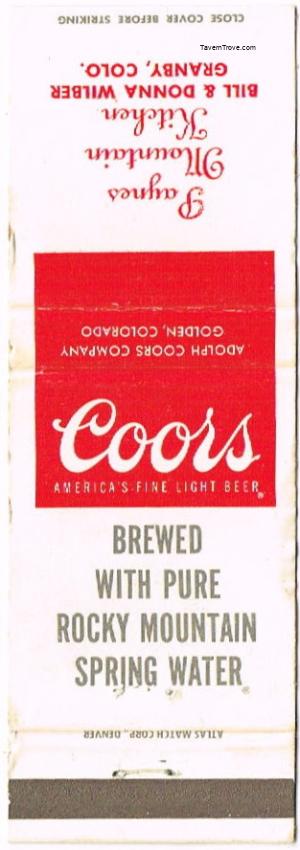 TavernTrove.com
CLOSE COVER BEFORE STRIKING
Paynes
Mountain
Kitchen
BILL & DONNA WILBER
GRANBY, COLO.
ADOLPH COORS COMPANY
GOLDEN, COLORADO
Coors
AMERICA'S FINE LIGHT BEER®
BREWED
WITH PURE
ROCKY MOUNTAIN
SPRING WATER
ATLAS MATCH CORP., DENVER